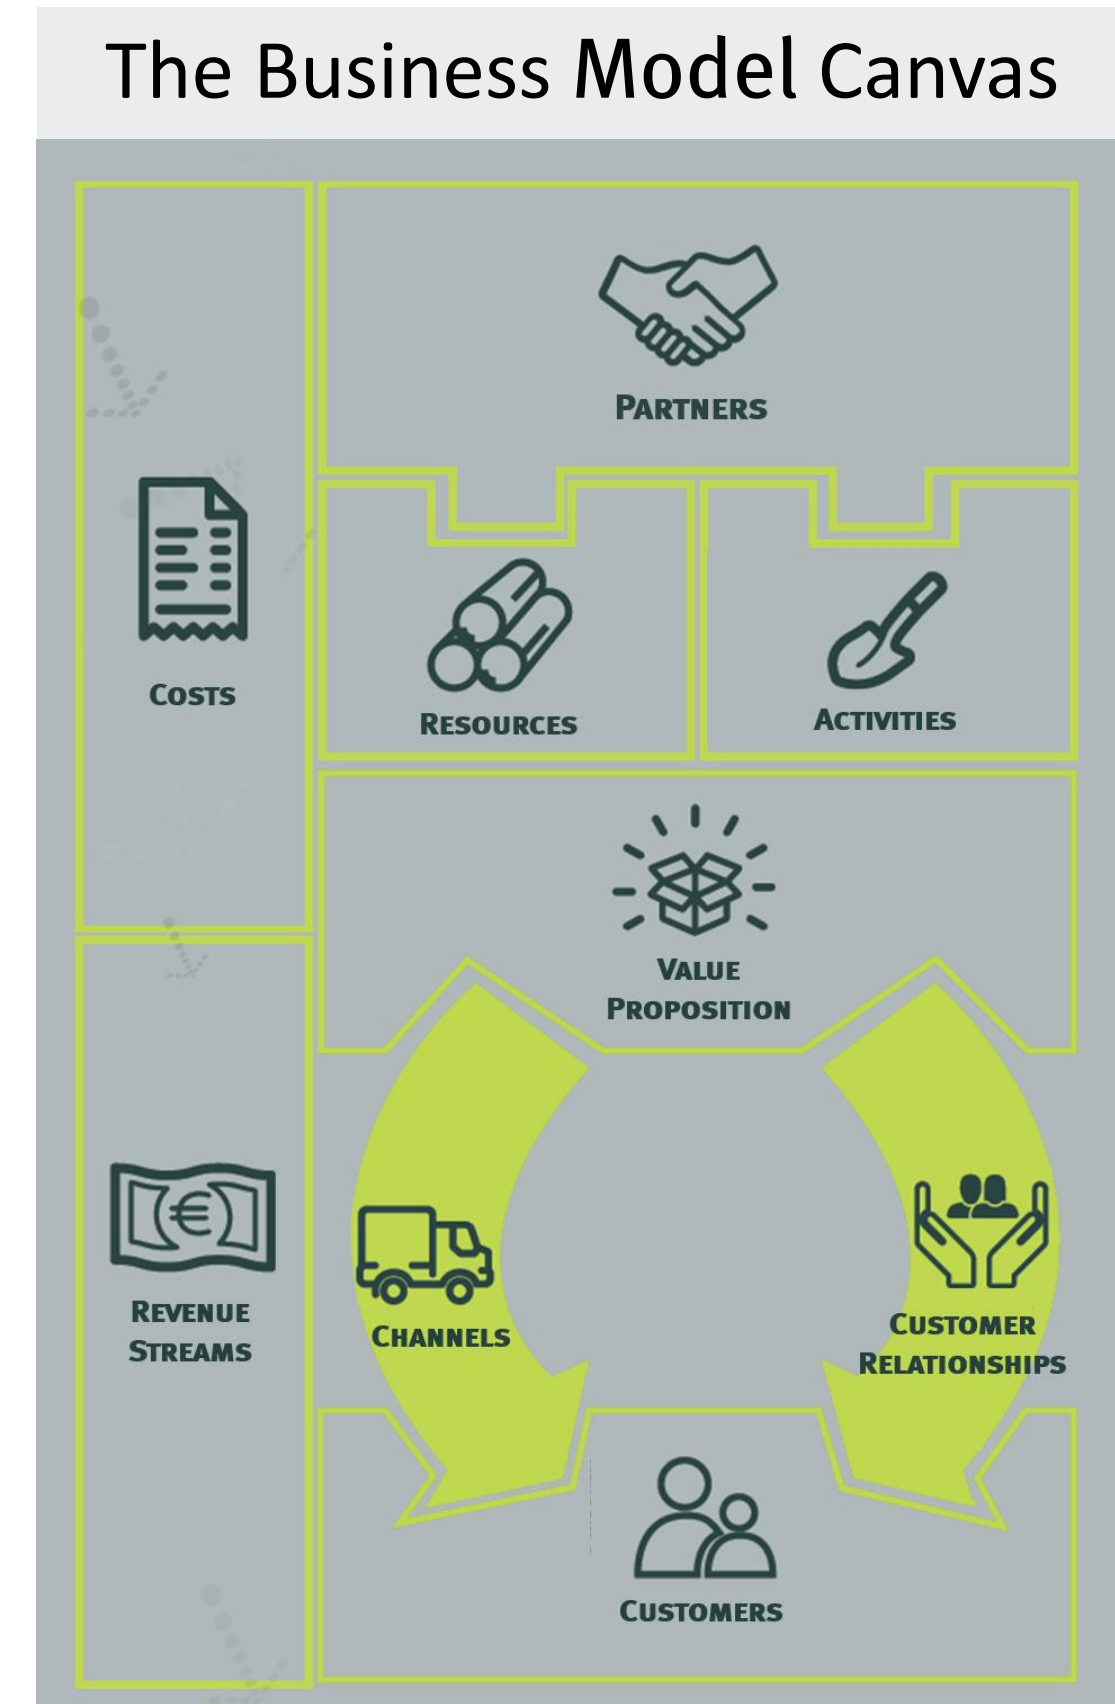 The Business Model Canvas
PARTNERS
COSTS
RESOURCES
ACTIVITIES
VALUE
PROPOSITION
REVENUE
STREAMS
CHANNELS
CUSTOMER
RELATIONSHIPS
CUSTOMERS
€